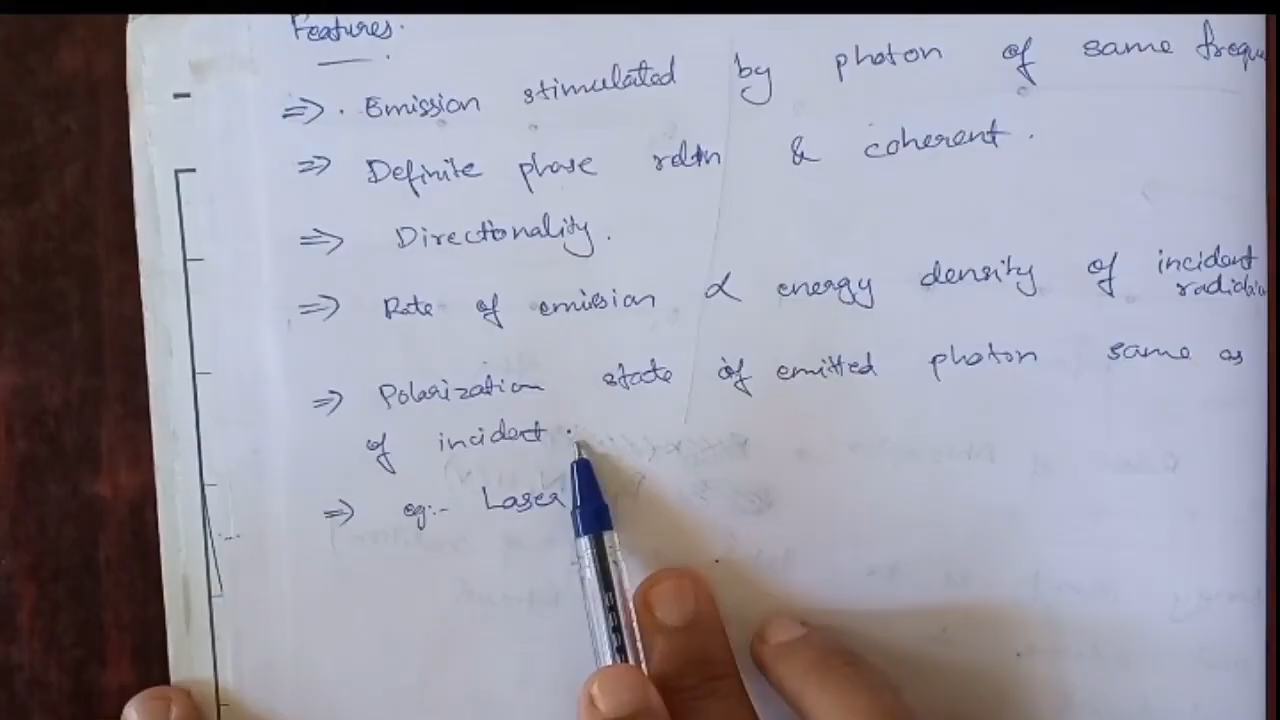 Features.
⇒ . Emission stimulated by photon of same frequ
⇒ Definite phase reltn & coherent.
⇒ Directionality.
⇒ Rate of emission ∝ energy density of incident
radiatio
⇒ Polarization state of emitted photon same as
of incident .
⇒ eg:- Laser